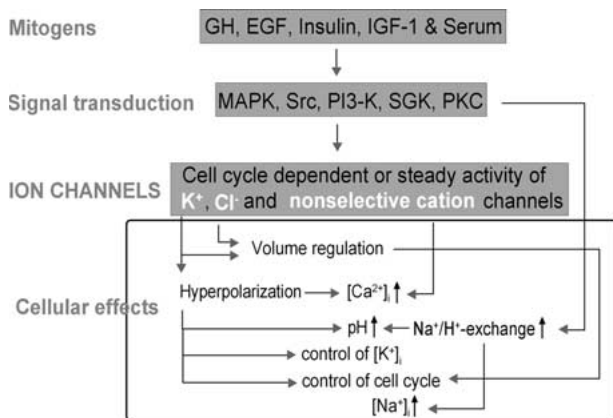 Mitogens GH, EGF, Insulin, IGF-1 & Serum
Signal transduction MAPK, Src, PI3-K, SGK, PKC
Cell cycle dependent or steady activity of
ION CHANNELS K⁺, Cl⁻ and nonselective cation channels
Volume regulation
Cellular effects Hyperpolarization [Ca²⁺]ᵢ
pH Na⁺/H⁺-exchange
control of [K⁺]ᵢ
control of cell cycle
[Na⁺]ᵢ